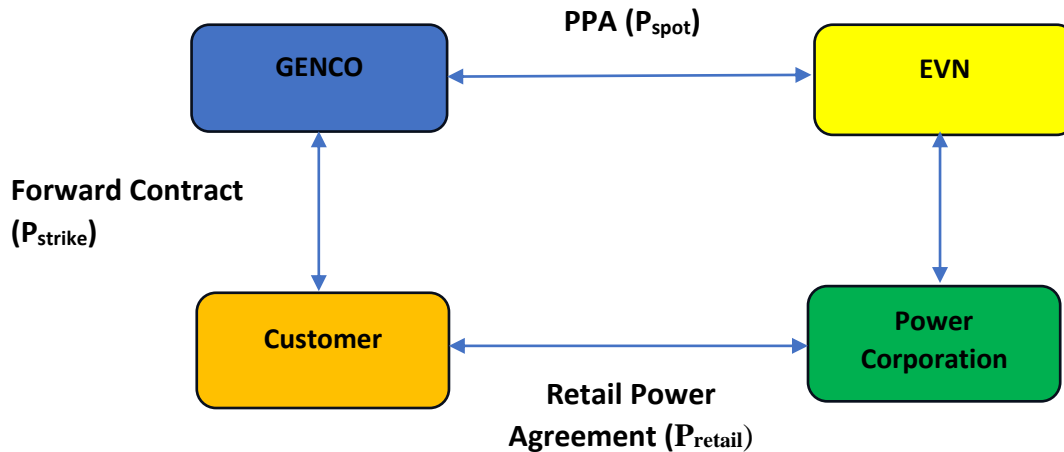 PPA (Pspot)
GENCO
EVN
Forward Contract
(Pstrike)
Customer
Power
Corporation
Retail Power
Agreement (Pretail)